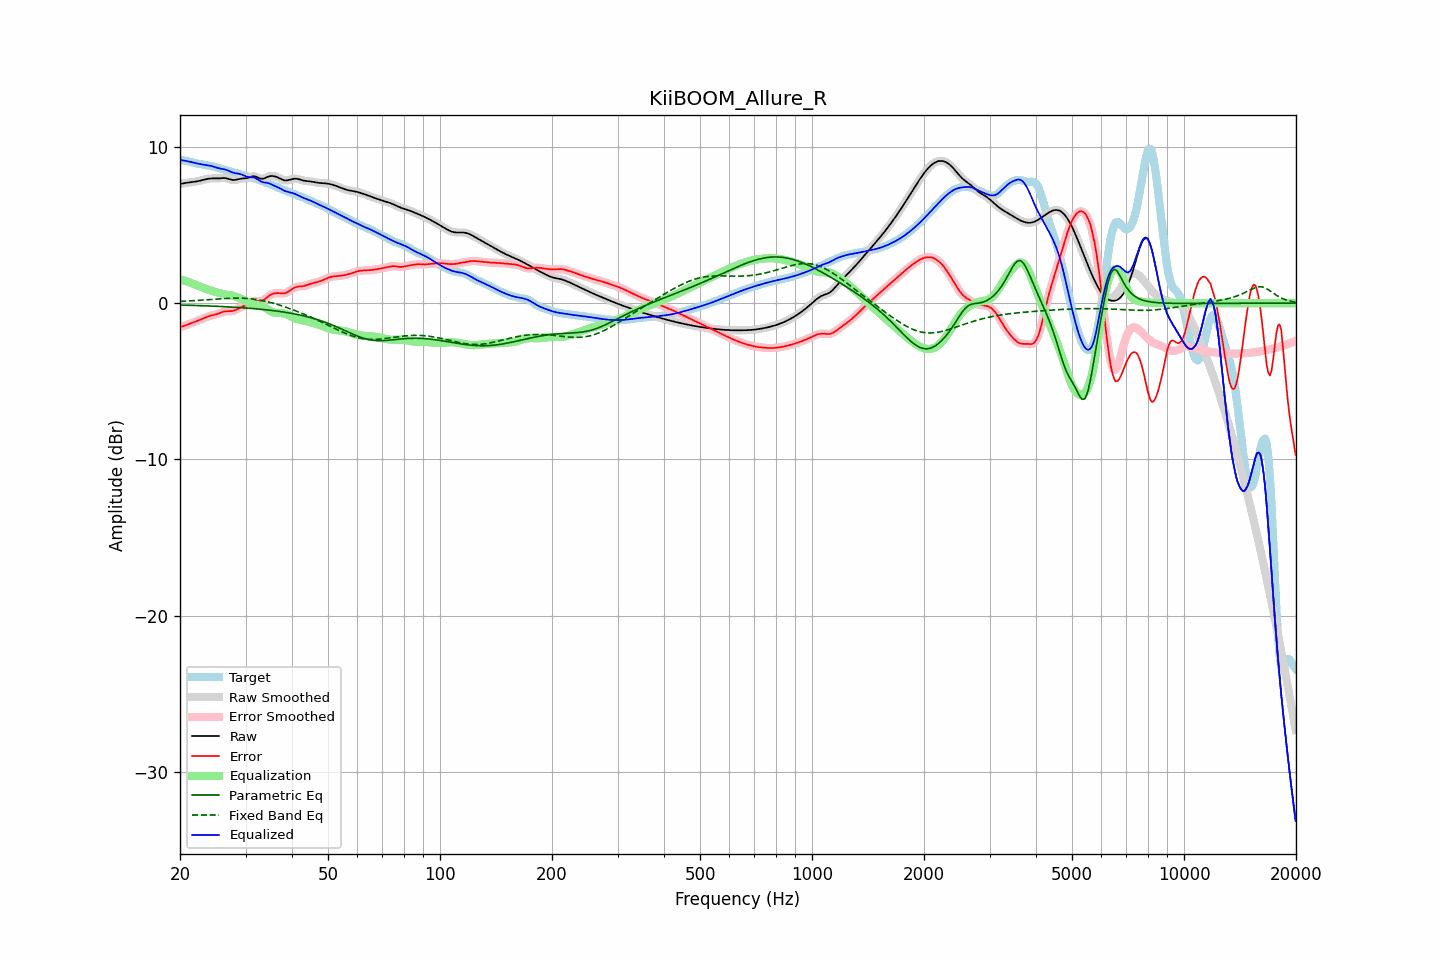 KiiBOOM_Allure_R
Amplitude (dBr)
10
0
−10
−20
−30
Target
Raw Smoothed
Error Smoothed
Raw
Error
Equalization
Parametric Eq
Fixed Band Eq
Equalized
20 50 100 200 500 1000 2000 5000 10000 20000
Frequency (Hz)